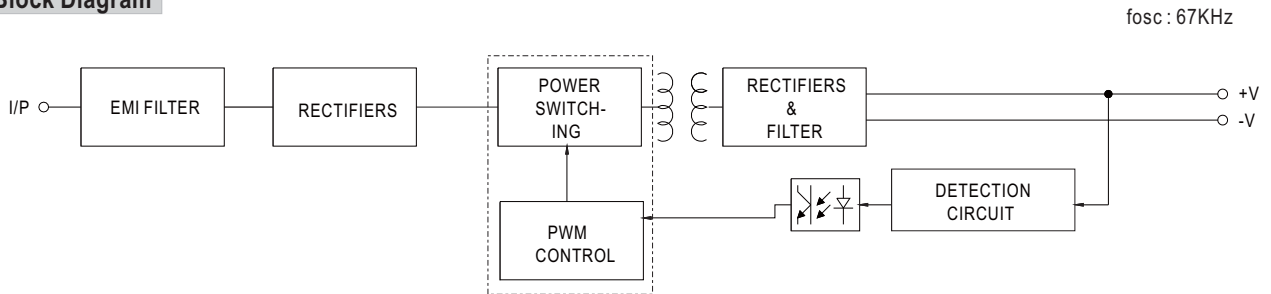 Block Diagram
fosc : 67KHz
I/P
EMI FILTER
RECTIFIERS
POWER
SWITCH-
ING
RECTIFIERS
&
FILTER
+V
-V
DETECTION
CIRCUIT
PWM
CONTROL